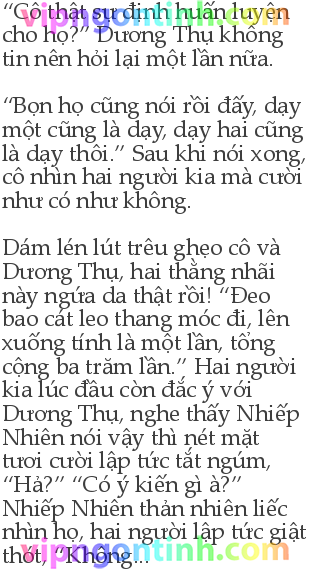 “Cô thật sự định huấn luyện
cho họ?” Dương Thụ không
tin nên hỏi lại một lần nữa.
“Bọn họ cũng nói rồi đấy, dạy
một cũng là dạy, dạy hai cũng
là dạy thôi.” Sau khi nói xong,
cô nhìn hai người kia mà cười
như có như không.
Dám lén lút trêu ghẹo cô và
Dương Thụ, hai thằng nhãi
này ngứa da thật rồi! “Đeo
bao cát leo thang móc đi, lên
xuống tính là một lần, tổng
cộng ba trăm lần.” Hai người
kia lúc đầu còn đắc ý với
Dương Thụ, nghe thấy Nhiếp
Nhiên nói vậy thì nét mặt
tươi cười lập tức tắt ngúm,
“Hả?” “Có ý kiến gì à?”
Nhiếp Nhiên thản nhiên liếc
nhìn họ, hai người lập tức giật
thót, “Không...
vipngontinh.com
vipngontinh.com